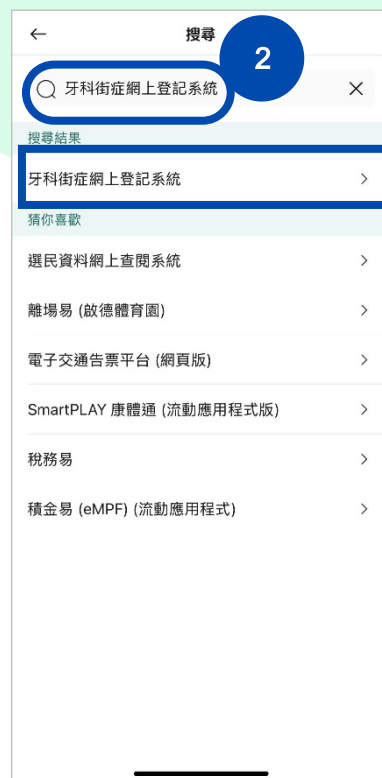 搜尋
2
牙科街症網上登記系統
搜尋結果
牙科街症網上登記系統
猜你喜歡
選民資料網上查閱系統
離場易 (啟德體育園)
電子交通告票平台 (網頁版)
SmartPLAY 康體通 (流動應用程式版)
稅務易
積金易 (eMPF) (流動應用程式)